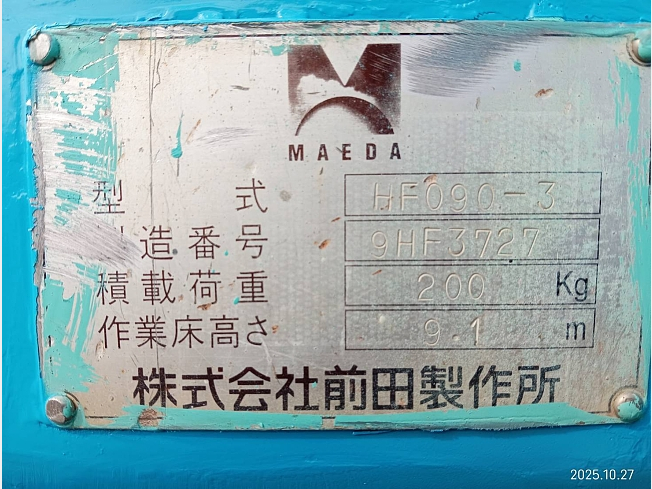 MAEDA
型式 HF090-3
造番号 9HF3727
積載荷重 200 Kg
作業床高さ 9.1 m
株式会社前田製作所
2025.10.27